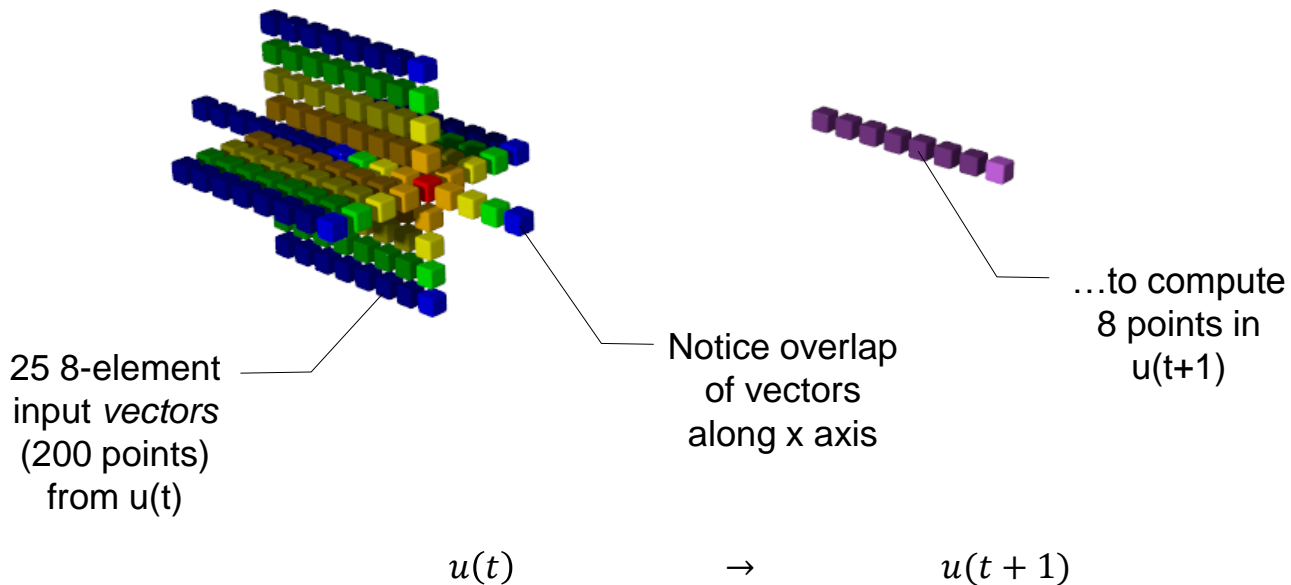 25 8-element
input vectors
(200 points)
from u(t)
Notice overlap
of vectors
along x axis
…to compute
8 points in
u(t+1)
𝑢(𝑡) → 𝑢(𝑡 + 1)